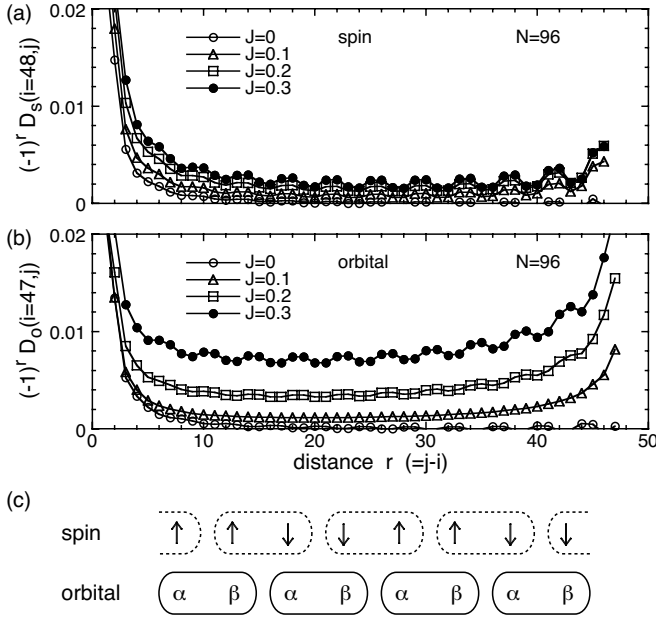 (a)
0.02
0.01
0
(-1)^r D_s(i=48,j)
J=0
J=0.1
J=0.2
J=0.3
spin
N=96
(b)
0.02
0.01
0
(-1)^r D_o(i=47,j)
J=0
J=0.1
J=0.2
J=0.3
orbital
N=96
0 10 20 30 40 50
distance r (=j-i)
(c)
spin ↑ ↑ ↓ ↓ ↑ ↑ ↓ ↓
orbital α β α β α β α β